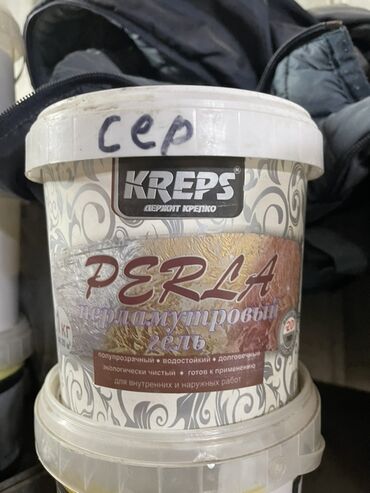 сер
KREPS
ДЕРЖИТ КРЕПКО
PERLA
перламутровый
гель
кг
полупрозрачный • водостойкий • долговечный
экологически чистый • готов к применению
для внутренних и наружных работ